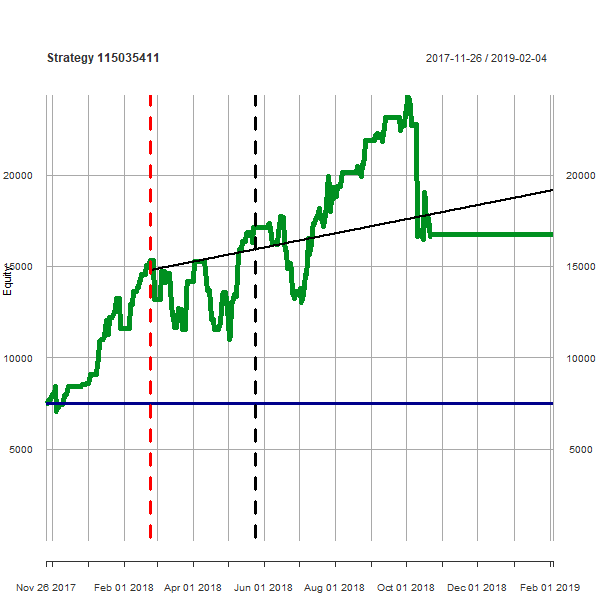 Strategy 115035411
2017-11-26 / 2019-02-04
20000
20000
15000
15000
Equity
10000
10000
5000
5000
Nov 26 2017
Feb 01 2018
Apr 01 2018
Jun 01 2018
Aug 01 2018
Oct 01 2018
Dec 01 2018
Feb 01 2019